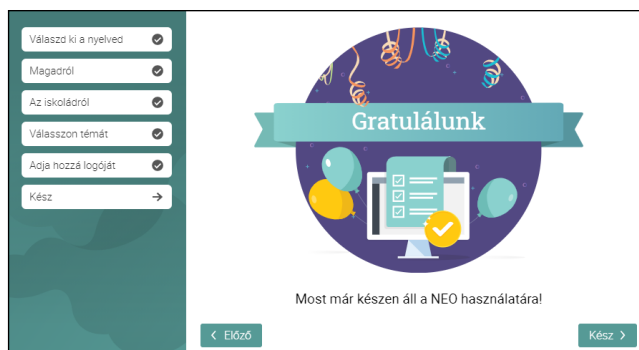 Válaszd ki a nyelved
Magadról
Az iskoládról
Válasszon témát
Adja hozzá logóját
Kész
Gratulálunk
Most már készen áll a NEO használatára!
Előző
Kész